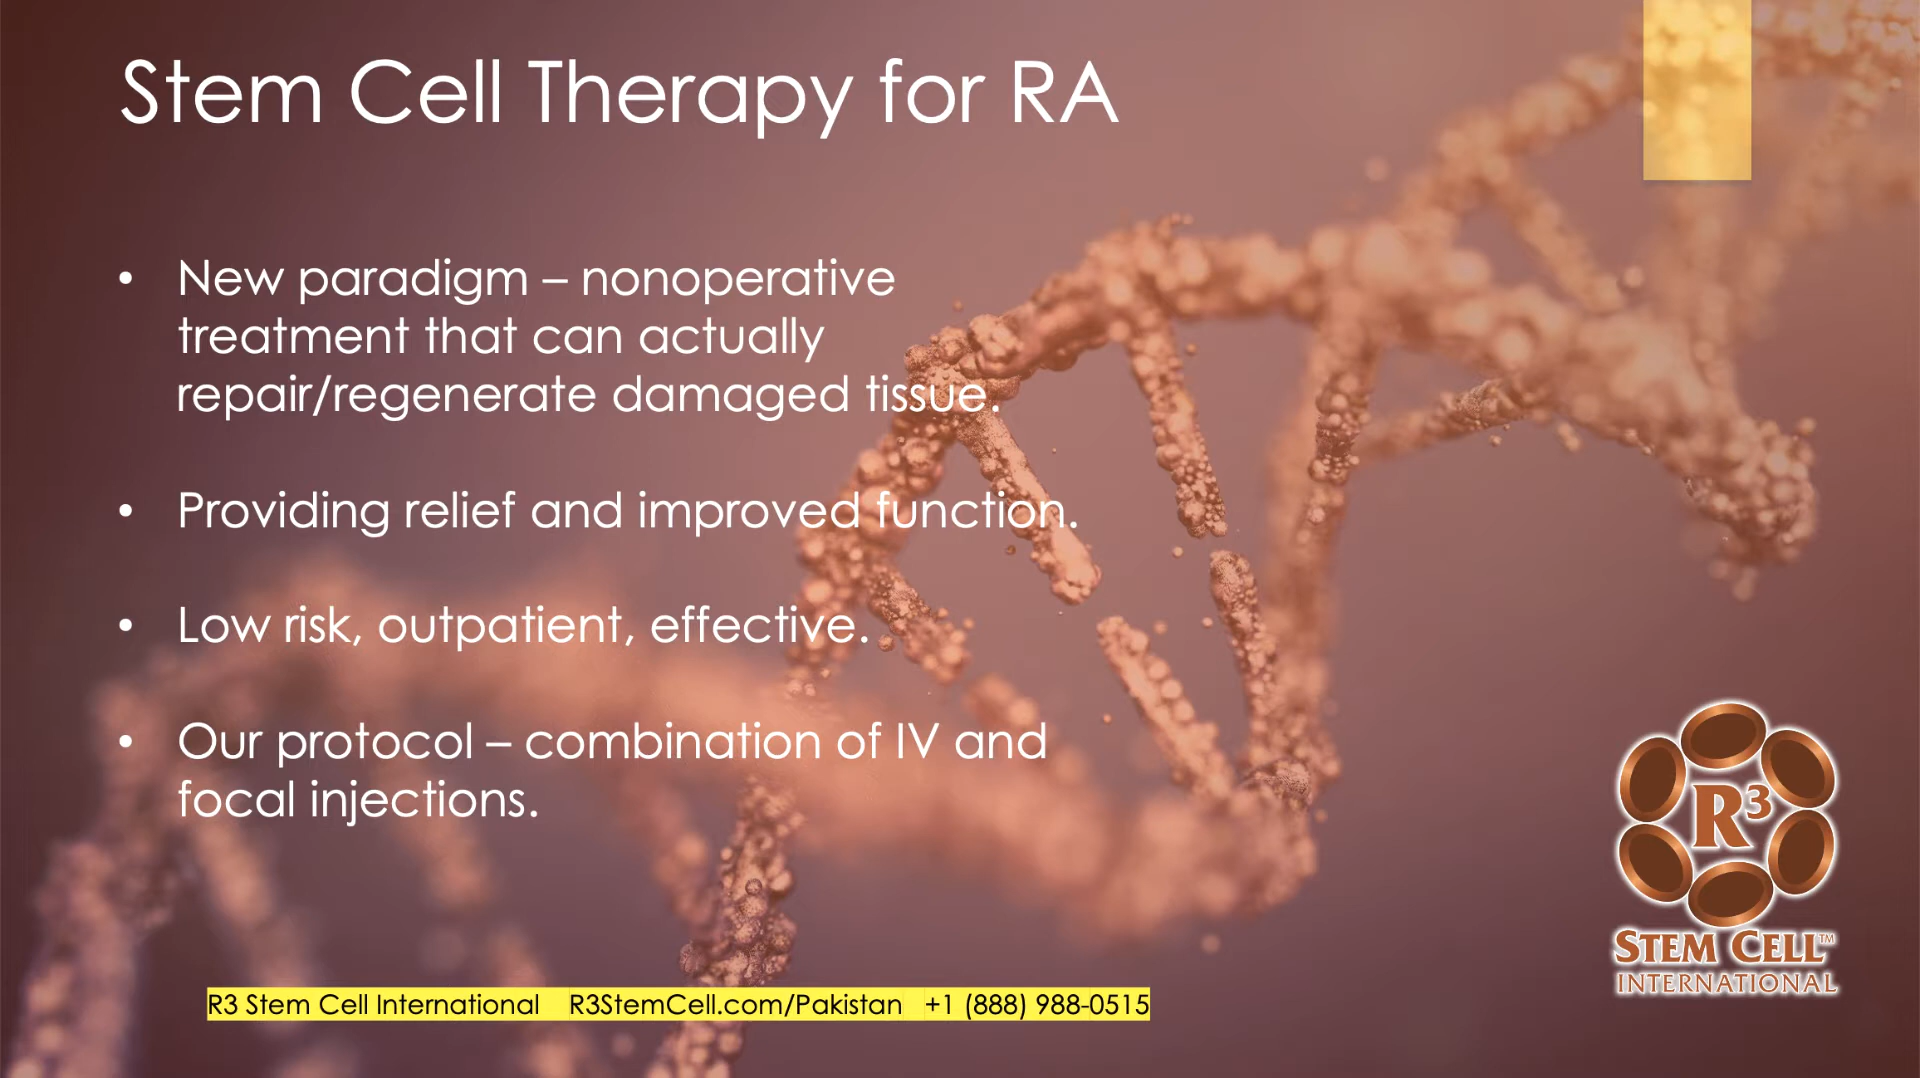 Stem Cell Therapy for RA
• New paradigm – nonoperative
treatment that can actually
repair/regenerate damaged tissue.
• Providing relief and improved function.
• Low risk, outpatient, effective.
• Our protocol – combination of IV and
focal injections.
R3
STEM CELL™
INTERNATIONAL
R3 Stem Cell International R3StemCell.com/Pakistan +1 (888) 988-0515